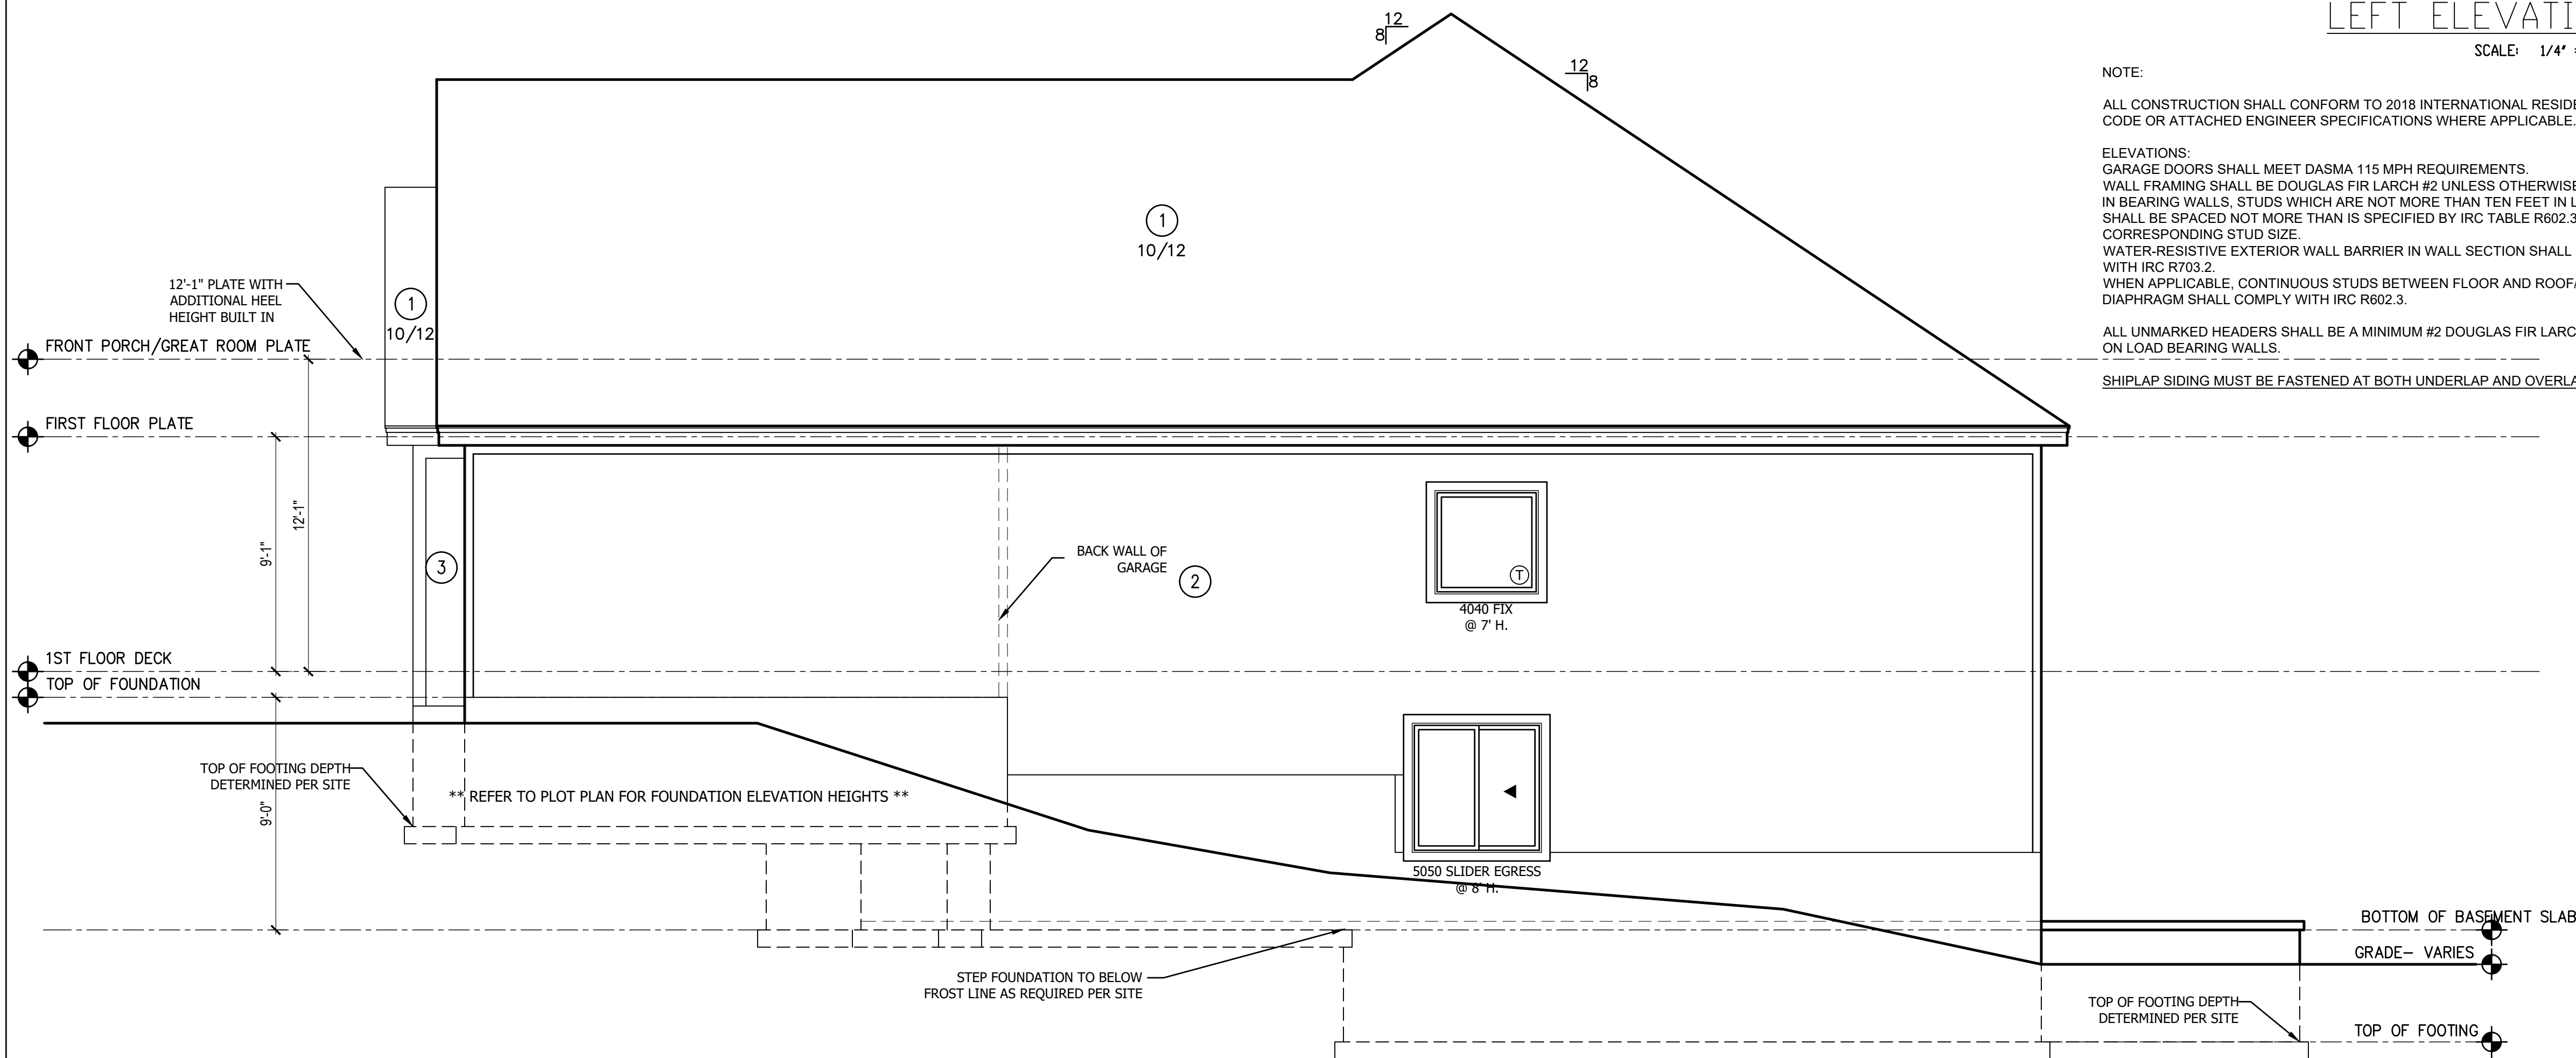 LEFT ELEVATI
SCALE: 1/4" =
NOTE:
ALL CONSTRUCTION SHALL CONFORM TO 2018 INTERNATIONAL RESIDE
CODE OR ATTACHED ENGINEER SPECIFICATIONS WHERE APPLICABLE.
ELEVATIONS:
GARAGE DOORS SHALL MEET DASMA 115 MPH REQUIREMENTS.
WALL FRAMING SHALL BE DOUGLAS FIR LARCH #2 UNLESS OTHERWISE
IN BEARING WALLS, STUDS WHICH ARE NOT MORE THAN TEN FEET IN L
SHALL BE SPACED NOT MORE THAN IS SPECIFIED BY IRC TABLE R602.3
CORRESPONDING STUD SIZE.
WATER-RESISTIVE EXTERIOR WALL BARRIER IN WALL SECTION SHALL
WITH IRC R703.2.
WHEN APPLICABLE, CONTINUOUS STUDS BETWEEN FLOOR AND ROOF/
DIAPHRAGM SHALL COMPLY WITH IRC R602.3.
ALL UNMARKED HEADERS SHALL BE A MINIMUM #2 DOUGLAS FIR LARC
ON LOAD BEARING WALLS.
SHIPLAP SIDING MUST BE FASTENED AT BOTH UNDERLAP AND OVERLA
12
8
12
8
1
10/12
1
10/12
12'-1" PLATE WITH
ADDITIONAL HEEL
HEIGHT BUILT IN
FRONT PORCH/GREAT ROOM PLATE
FIRST FLOOR PLATE
12'-1"
9'-1"
3
BACK WALL OF
GARAGE
2
T
4040 FIX
@ 7' H.
1ST FLOOR DECK
TOP OF FOUNDATION
TOP OF FOOTING DEPTH
DETERMINED PER SITE
9'-0"
** REFER TO PLOT PLAN FOR FOUNDATION ELEVATION HEIGHTS **
5050 SLIDER EGRESS
@ 8' H.
STEP FOUNDATION TO BELOW
FROST LINE AS REQUIRED PER SITE
BOTTOM OF BASEMENT SLAB
GRADE- VARIES
TOP OF FOOTING DEPTH
DETERMINED PER SITE
TOP OF FOOTING